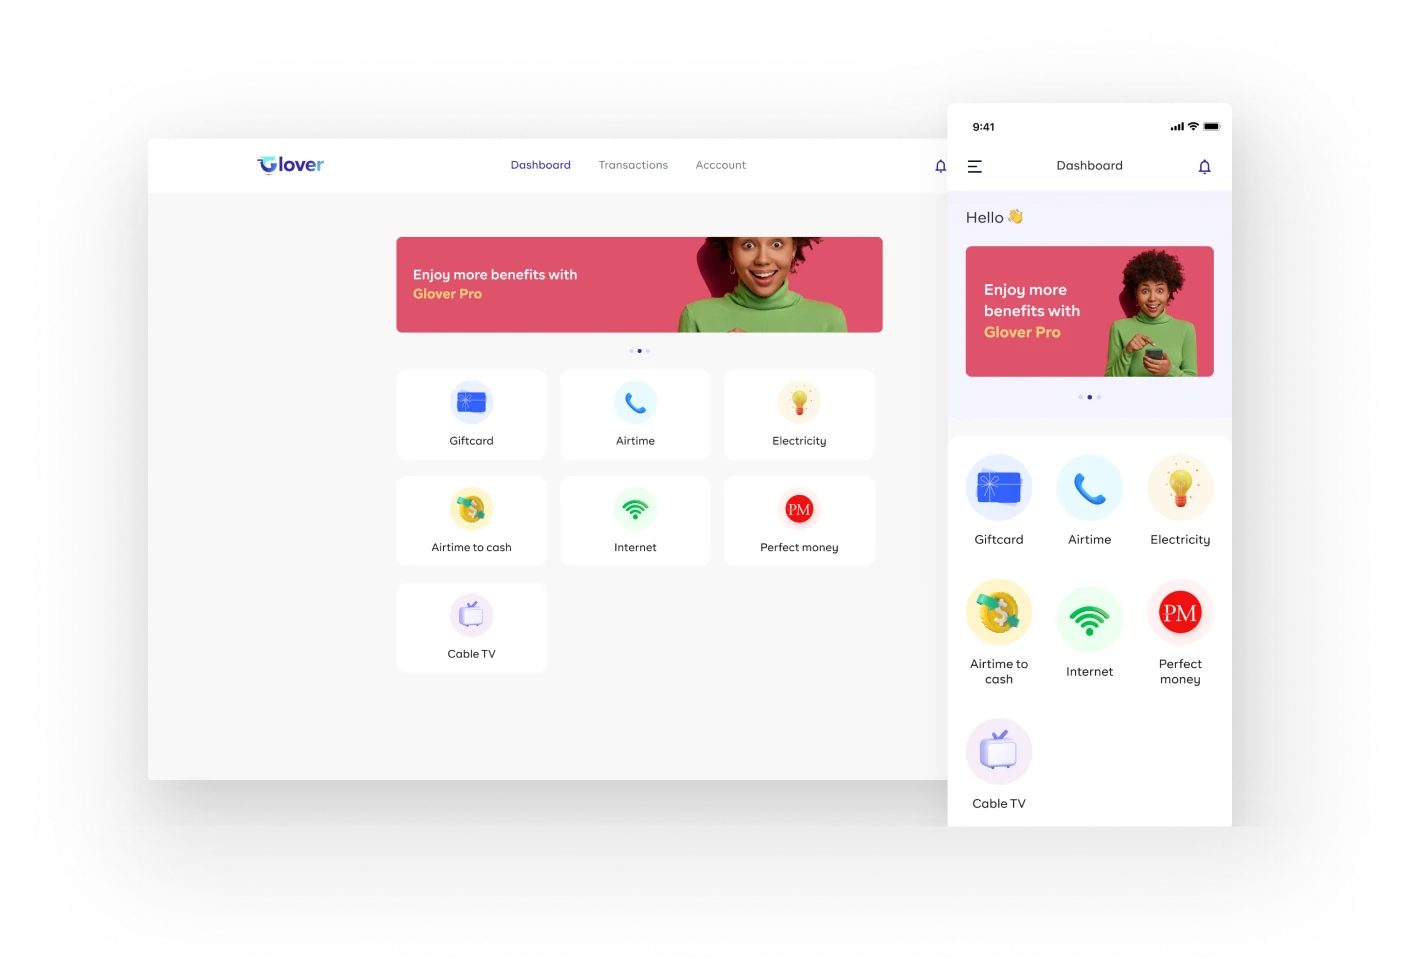 Glover
Dashboard Transactions Acccount
Enjoy more benefits with
Glover Pro
Giftcard Airtime Electricity
Airtime to cash Internet Perfect money
PM
Cable TV
9:41
Dashboard
Hello 👋
Enjoy more
benefits with
Glover Pro
Giftcard Airtime Electricity
PM
Airtime to
cash
Internet
Perfect
money
Cable TV